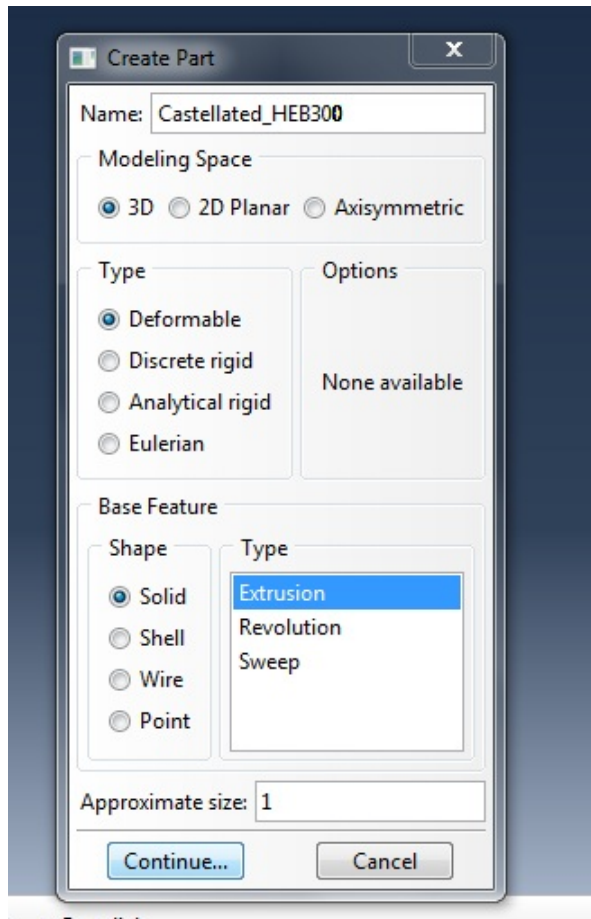 Create Part
X
Name: Castellated_HEB300
Modeling Space
3D 2D Planar Axisymmetric
Type
Options
Deformable
Discrete rigid
Analytical rigid
Eulerian
None available
Base Feature
Shape
Type
Solid
Shell
Wire
Point
Extrusion
Revolution
Sweep
Approximate size: 1
Continue... Cancel